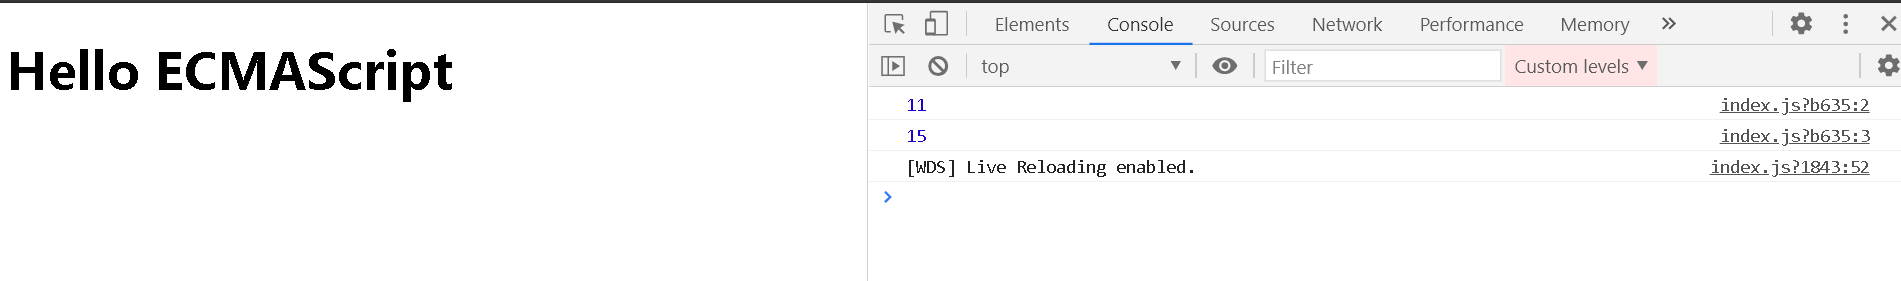 Hello ECMAScript
Elements Console Sources Network Performance Memory »
top Filter Custom levels
11 index.js?b635:2
15 index.js?b635:3
[WDS] Live Reloading enabled. index.js?1843:52